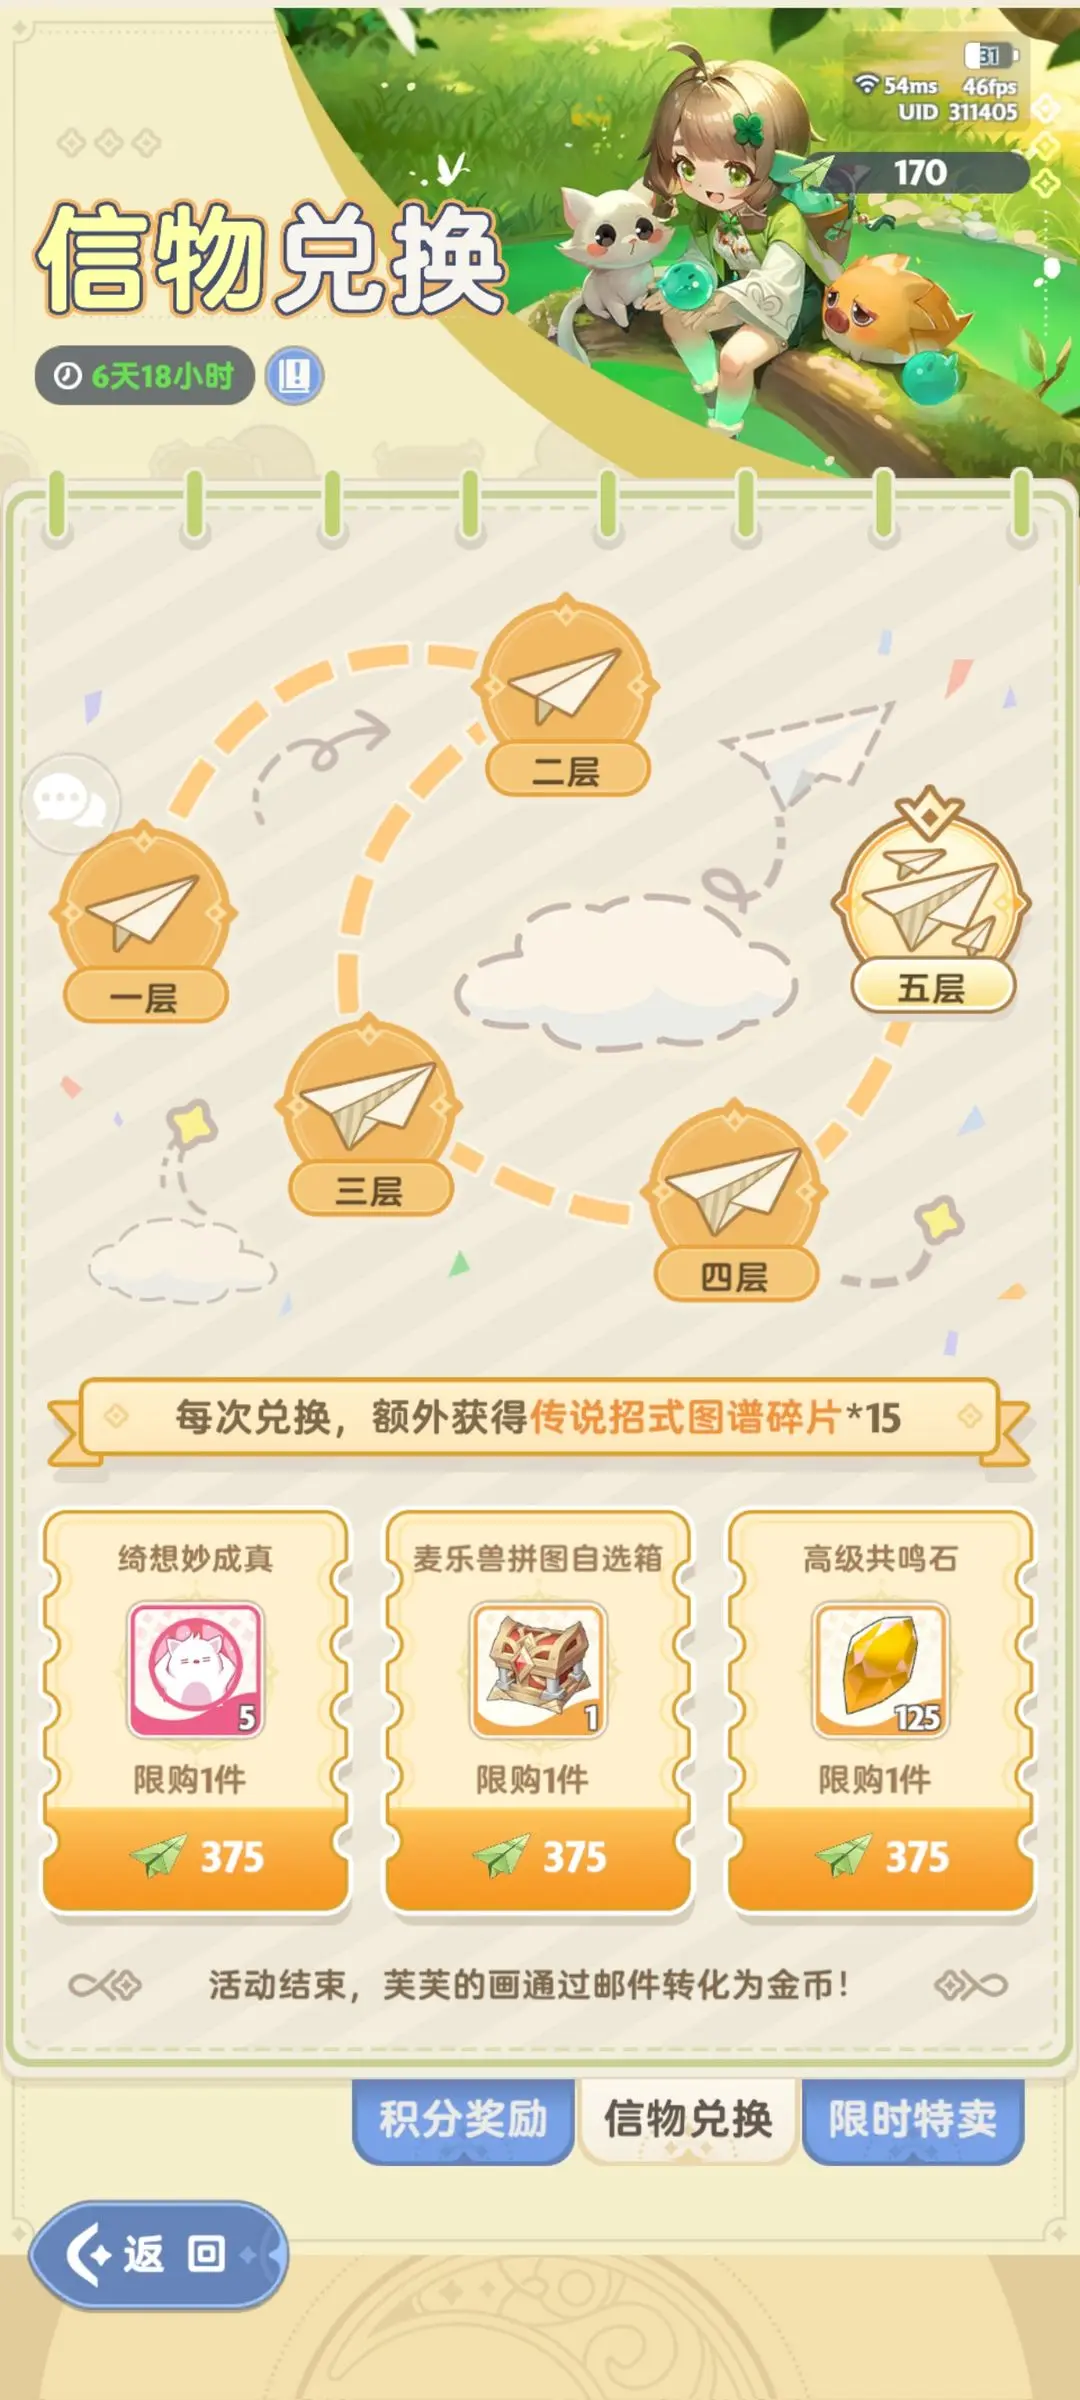 31
54ms 46fps
UID 311405
170
信物兑换
6天18小时
二层
一层
五层
三层
四层
每次兑换，额外获得传说招式图谱碎片*15
绮想妙成真
5
限购1件
375
麦乐兽拼图自选箱
1
限购1件
375
高级共鸣石
125
限购1件
375
活动结束，芙芙的画通过邮件转化为金币！
积分奖励
信物兑换
限时特卖
返回